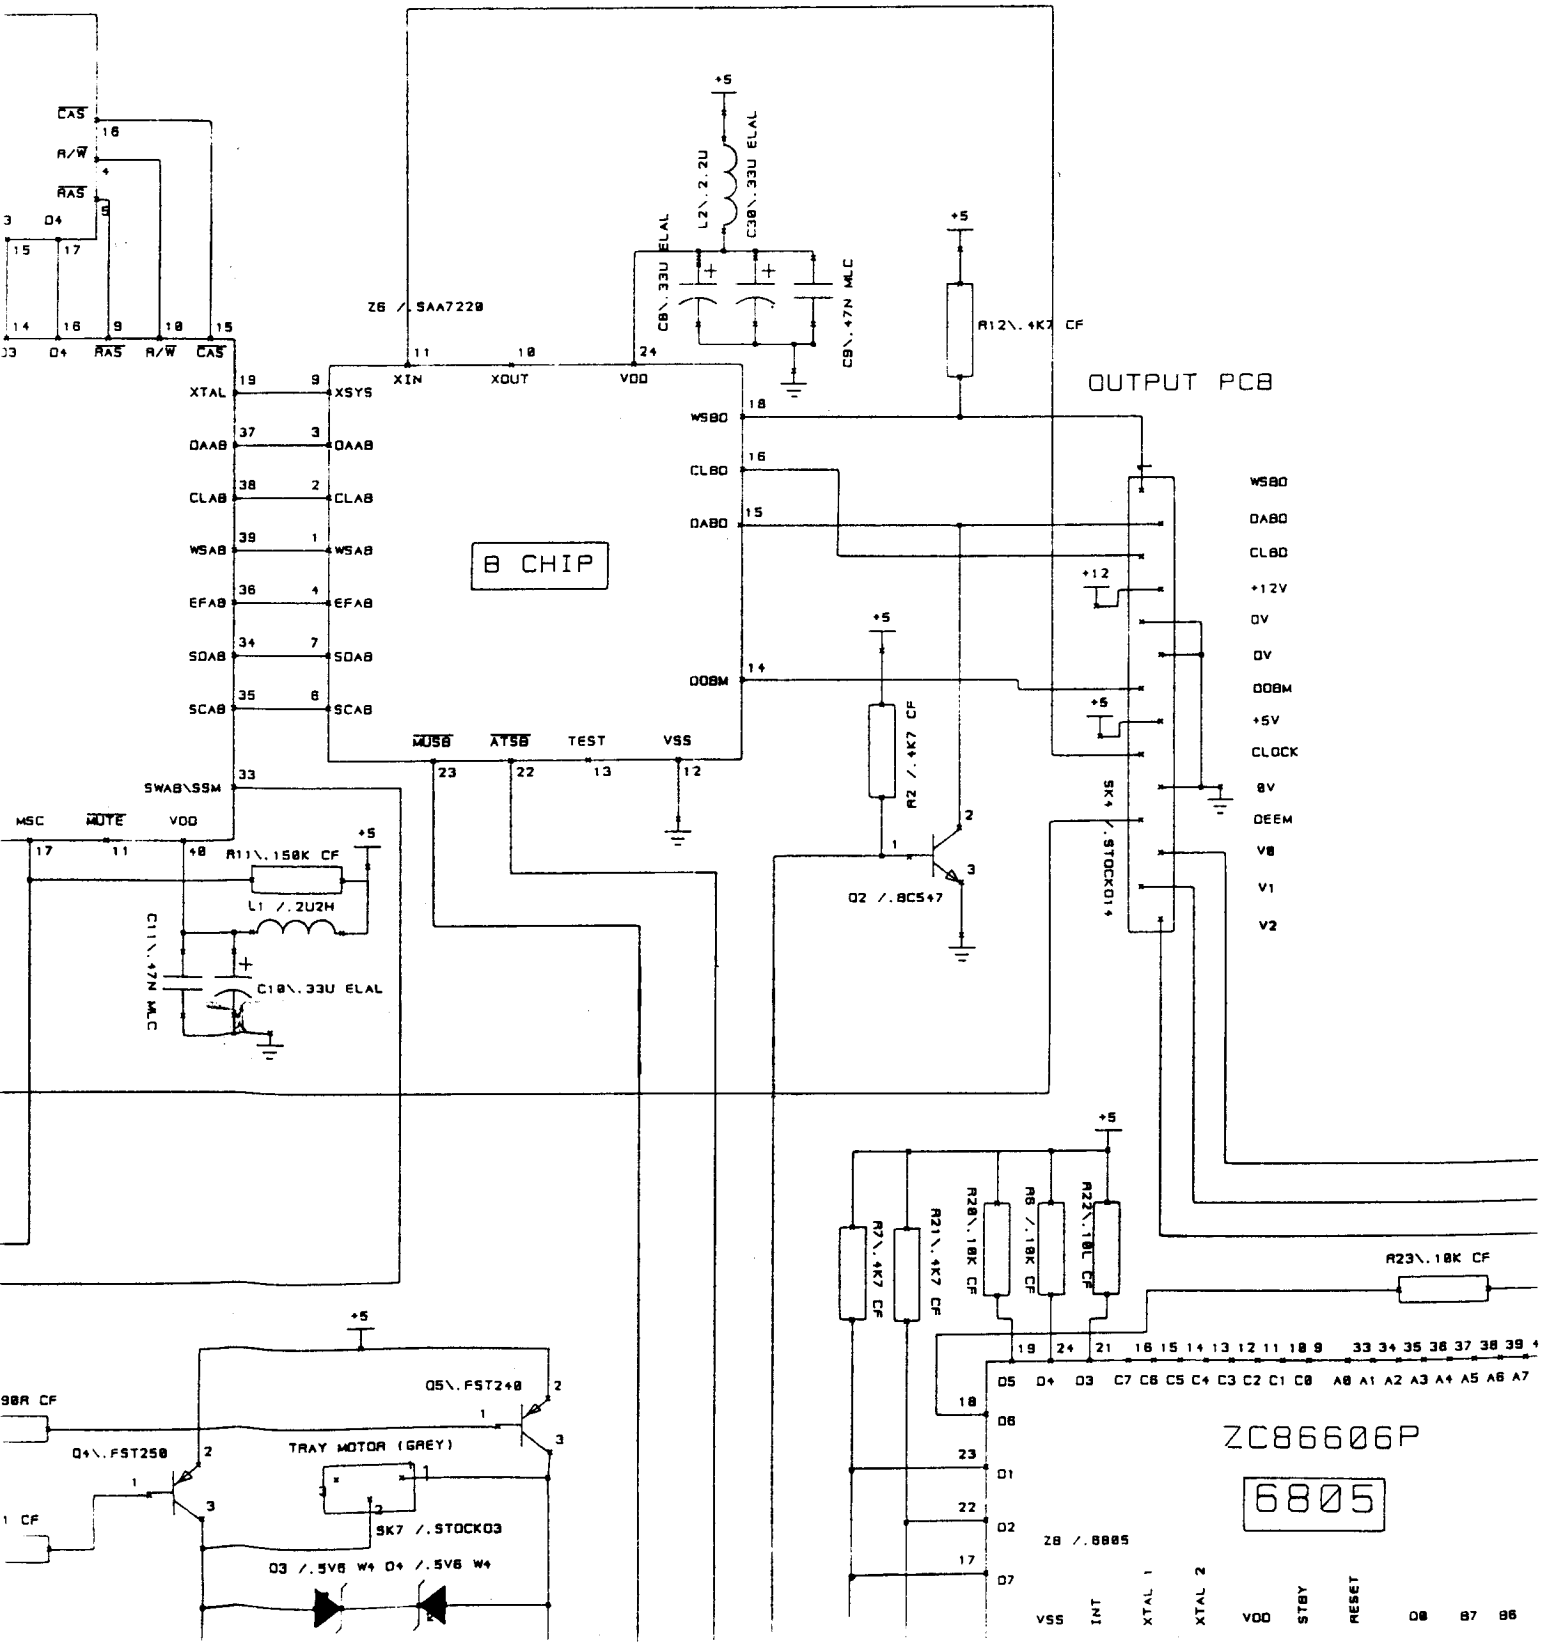 +5
CAS
16
R/W
4
RAS
5
3 D4
15 17
L2\.2.2U
C30\.33U ELAL
C8\.33U ELAL
C9\.47N MLC
+5
Z6 /.SAA7220
R12\.4K7 CF
14 16 9 10 15
D3 D4 RAS R/W CAS
11 10 24
XIN XOUT VDD
OUTPUT PCB
XTAL 19 9 XSYS
WSBD 18
DAAB 37 3 DAAB
CLBD 16
CLAB 38 2 CLAB
DABD 15
WSAB 39 1 WSAB
B CHIP
EFAB 36 4 EFAB
SDAB 34 7 SDAB
DOBM 14
SCAB 35 6 SCAB
MUSB ATSB TEST VSS
23 22 13 12
SWAB\SSM 33
1
WSBD
DABD
CLBD
+12
+12V
0V
0V
DOBM
+5
+5V
CLOCK
0V
DEEM
V0
V1
V2
SK4 /.STOCKO14
+5
R2 /.4K7 CF
1
2
3
Q2 /.BC547
MSC MUTE VDD
17 11 40
+5
R11\.150K CF
L1 /.2U2H
C11\.47N MLC
C10\.33U ELAL
+5
R7\.4K7 CF
R21\.4K7 CF
R20\.10K CF
R6 /.10K CF
R22\.10L CF
R23\.10K CF
19 24 21 16 15 14 13 12 11 10 9 33 34 35 36 37 38 39 4
D5 D4 D3 C7 C6 C5 C4 C3 C2 C1 C0 A0 A1 A2 A3 A4 A5 A6 A7
18
D6
23
D1
22
D2
17
D7
ZC86606P
6805
Z8 /.6805
VSS INT XTAL 1 XTAL 2 VDD STBY RESET D0 B7 B6
+5
90R CF
Q5\.FST240
1
2
3
Q4\.FST250
1
2
3
TRAY MOTOR (GREY)
3
1
2
SK7 /.STOCKO3
1 CF
D3 /.5V6 W4 D4 /.5V6 W4